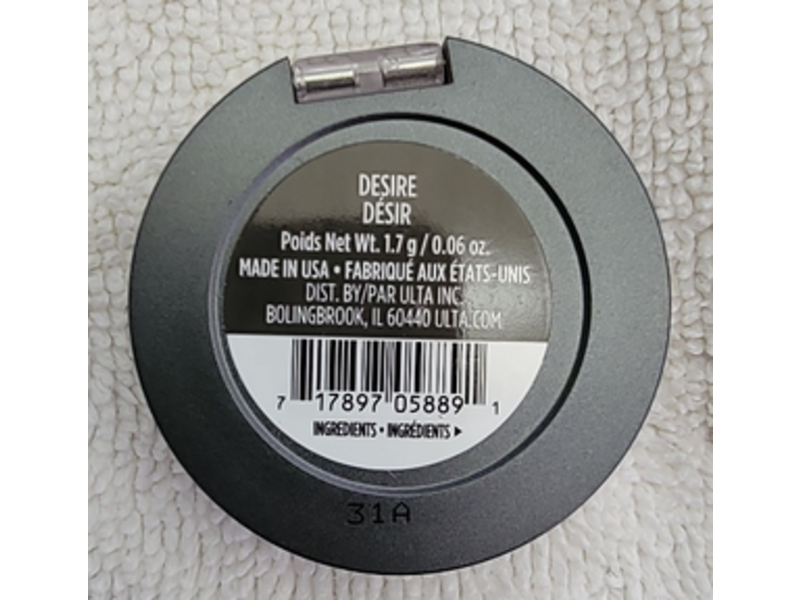 DESIRE
DÉSIR
Poids Net Wt. 1.7 g / 0.06 oz.
MADE IN USA • FABRIQUÉ AUX ÉTATS-UNIS
DIST. BY/PAR ULTA INC.
BOLINGBROOK, IL 60440 ULTA.COM
7 17897 05889 1
INGREDIENTS • INGRÉDIENTS ▶
31A